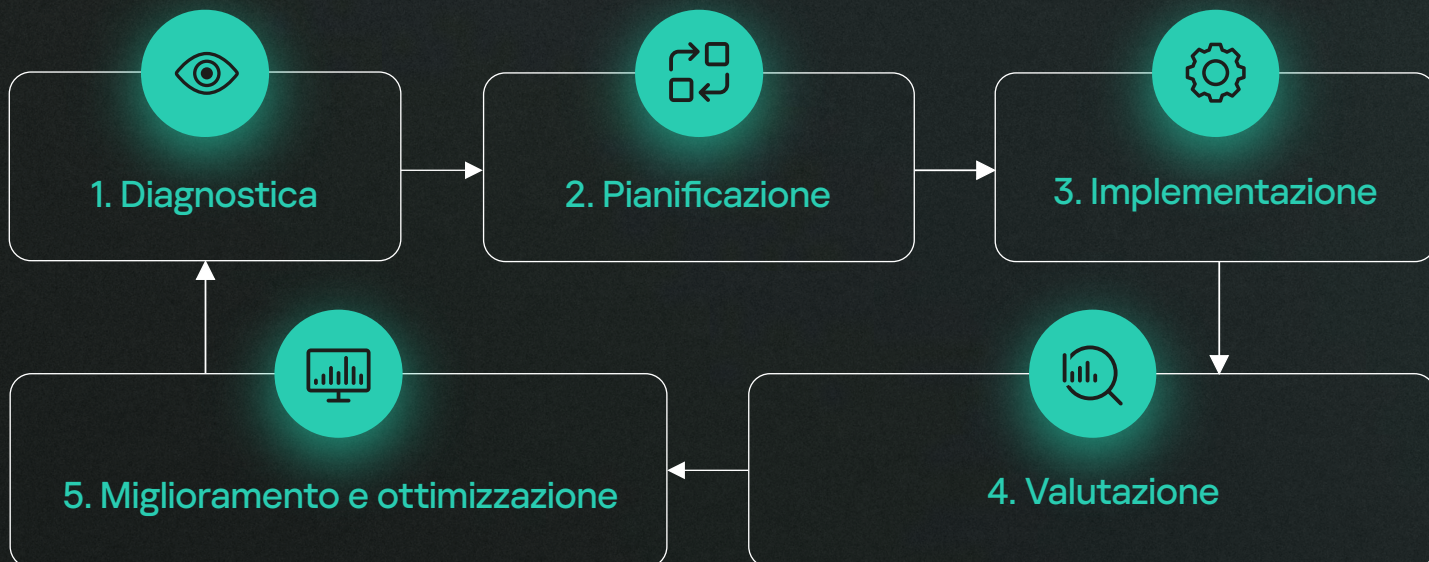 1. Diagnostica
2. Pianificazione
3. Implementazione
4. Valutazione
5. Miglioramento e ottimizzazione